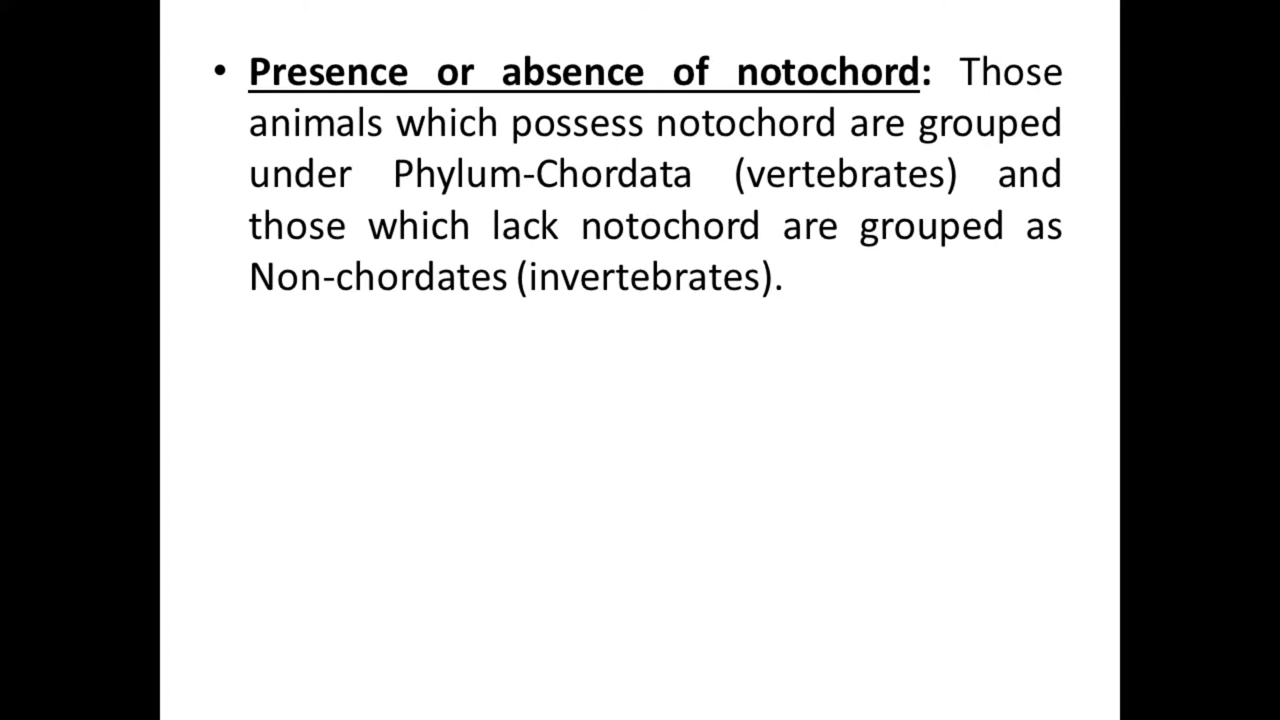 • Presence or absence of notochord: Those
animals which possess notochord are grouped
under Phylum-Chordata (vertebrates) and
those which lack notochord are grouped as
Non-chordates (invertebrates).